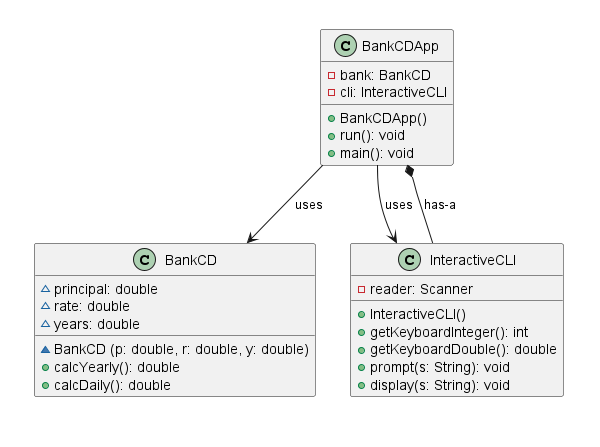 C BankCDApp
bank: BankCD
cli: InteractiveCLI
BankCDApp()
run(): void
main(): void
uses
uses
has-a
C BankCD
principal: double
rate: double
years: double
BankCD (p: double, r: double, y: double)
calcYearly(): double
calcDaily(): double
C InteractiveCLI
reader: Scanner
InteractiveCLI()
getKeyboardInteger(): int
getKeyboardDouble(): double
prompt(s: String): void
display(s: String): void